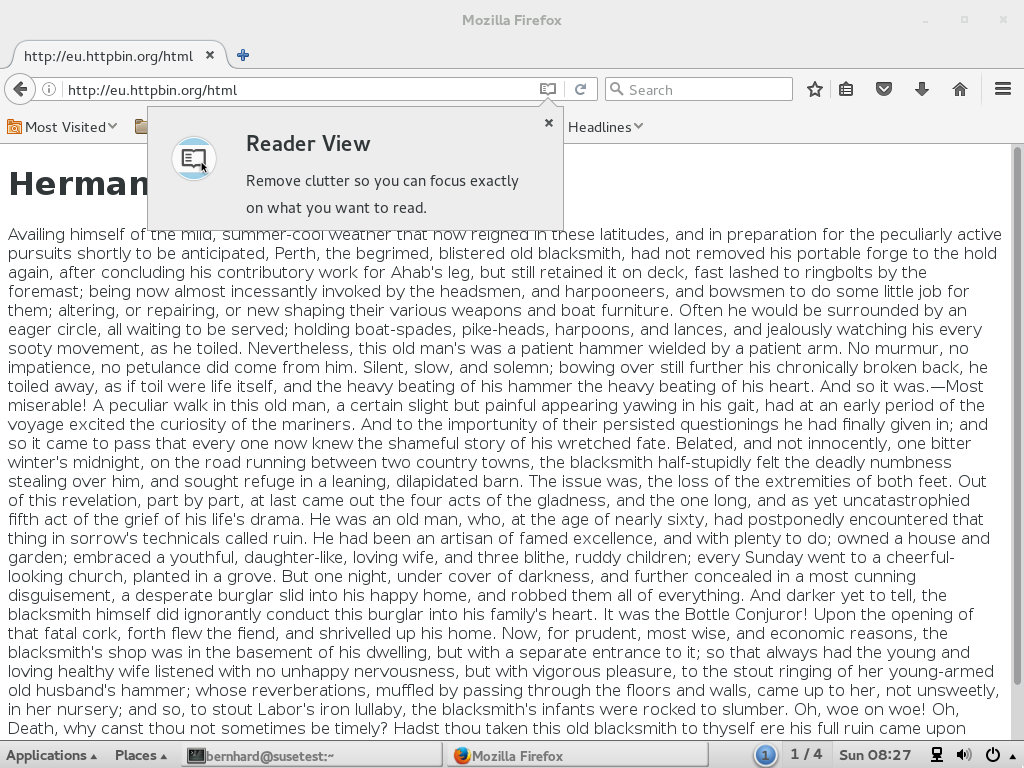 Mozilla Firefox
http://eu.httpbin.org/html
http://eu.httpbin.org/html
Search
Most Visited
Headlines
Reader View
Remove clutter so you can focus exactly
on what you want to read.
Herman
Availing himself of the mild, summer-cool weather that now reigned in these latitudes, and in preparation for the peculiarly active
pursuits shortly to be anticipated, Perth, the begrimed, blistered old blacksmith, had not removed his portable forge to the hold
again, after concluding his contributory work for Ahab's leg, but still retained it on deck, fast lashed to ringbolts by the
foremast; being now almost incessantly invoked by the headsmen, and harpooneers, and bowsmen to do some little job for
them; altering, or repairing, or new shaping their various weapons and boat furniture. Often he would be surrounded by an
eager circle, all waiting to be served; holding boat-spades, pike-heads, harpoons, and lances, and jealously watching his every
sooty movement, as he toiled. Nevertheless, this old man's was a patient hammer wielded by a patient arm. No murmur, no
impatience, no petulance did come from him. Silent, slow, and solemn; bowing over still further his chronically broken back, he
toiled away, as if toil were life itself, and the heavy beating of his hammer the heavy beating of his heart. And so it was.—Most
miserable! A peculiar walk in this old man, a certain slight but painful appearing yawing in his gait, had at an early period of the
voyage excited the curiosity of the mariners. And to the importunity of their persisted questionings he had finally given in; and
so it came to pass that every one now knew the shameful story of his wretched fate. Belated, and not innocently, one bitter
winter's midnight, on the road running between two country towns, the blacksmith half-stupidly felt the deadly numbness
stealing over him, and sought refuge in a leaning, dilapidated barn. The issue was, the loss of the extremities of both feet. Out
of this revelation, part by part, at last came out the four acts of the gladness, and the one long, and as yet uncatastrophied
fifth act of the grief of his life's drama. He was an old man, who, at the age of nearly sixty, had postponedly encountered that
thing in sorrow's technicals called ruin. He had been an artisan of famed excellence, and with plenty to do; owned a house and
garden; embraced a youthful, daughter-like, loving wife, and three blithe, ruddy children; every Sunday went to a cheerful-
looking church, planted in a grove. But one night, under cover of darkness, and further concealed in a most cunning
disguisement, a desperate burglar slid into his happy home, and robbed them all of everything. And darker yet to tell, the
blacksmith himself did ignorantly conduct this burglar into his family's heart. It was the Bottle Conjuror! Upon the opening of
that fatal cork, forth flew the fiend, and shrivelled up his home. Now, for prudent, most wise, and economic reasons, the
blacksmith's shop was in the basement of his dwelling, but with a separate entrance to it; so that always had the young and
loving healthy wife listened with no unhappy nervousness, but with vigorous pleasure, to the stout ringing of her young-armed
old husband's hammer; whose reverberations, muffled by passing through the floors and walls, came up to her, not unsweetly,
in her nursery; and so, to stout Labor's iron lullaby, the blacksmith's infants were rocked to slumber. Oh, woe on woe! Oh,
Death, why canst thou not sometimes be timely? Hadst thou taken this old blacksmith to thyself ere his full ruin came upon
Applications Places bernhard@susetest:~ Mozilla Firefox 1 1 / 4 Sun 08:27